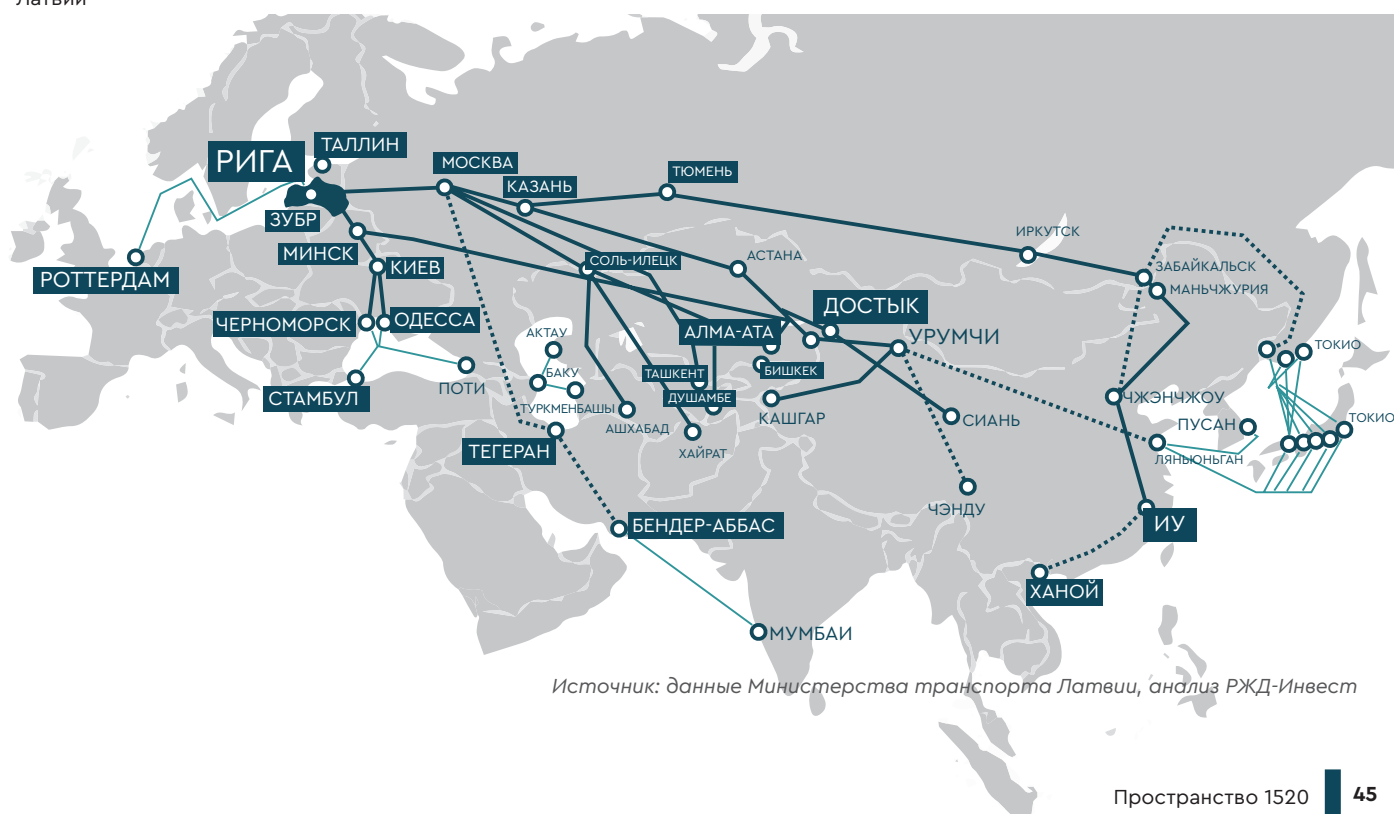 Латвии
ТАЛЛИН
РИГА
МОСКВА
ТЮМЕНЬ
КАЗАНЬ
ЗУБР
ИРКУТСК
МИНСК
АСТАНА
СОЛЬ-ИЛЕЦК
КИЕВ
ЗАБАЙКАЛЬСК
РОТТЕРДАМ
МАНЬЧЖУРИЯ
ДОСТЫК
ЧЕРНОМОРСК
ОДЕССА
АЛМА-АТА
АКТАУ
УРУМЧИ
ТОКИО
БАКУ
ТАШКЕНТ
БИШКЕК
ПОТИ
СТАМБУЛ
ДУШАМБЕ
ЧЖЭНЧЖОУ
ТУРКМЕНБАШЫ
КАШГАР
ТОКИО
СИАНЬ
ПУСАН
АШХАБАД
ТЕГЕРАН
ХАЙРАТ
ЛЯНЬЮНЬГАН
ЧЭНДУ
БЕНДЕР-АББАС
ИУ
ХАНОЙ
МУМБАИ
Источник: данные Министерства транспорта Латвии, анализ РЖД-Инвест
Пространство 1520 45